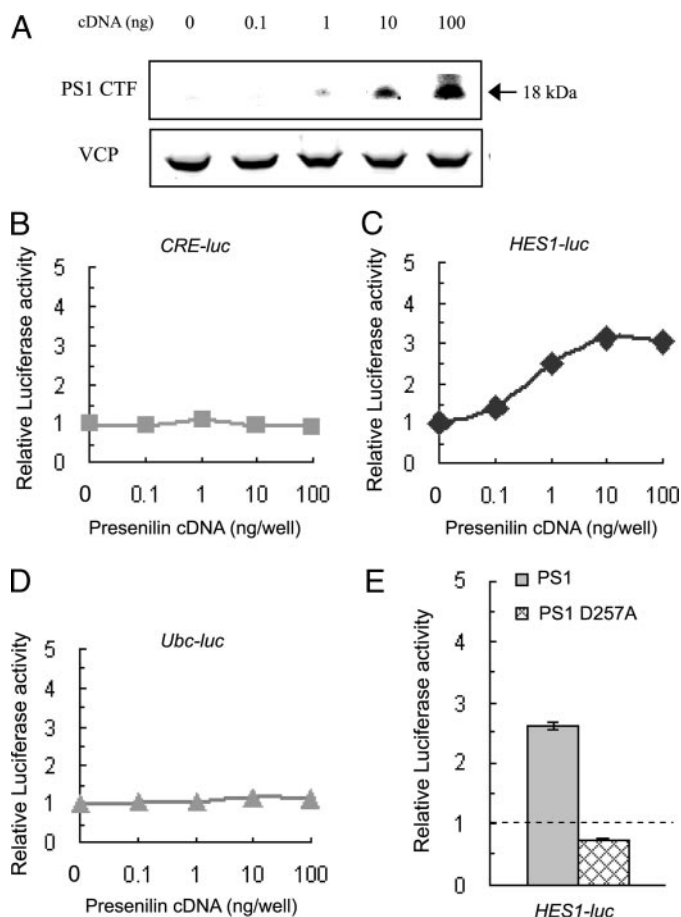 A
cDNA (ng) 0 0.1 1 10 100
PS1 CTF
18 kDa
VCP
B
CRE-luc
Relative Luciferase activity
5
4
3
2
1
0
0 0.1 1 10 100
Presenilin cDNA (ng/well)
C
HES1-luc
Relative Luciferase activity
5
4
3
2
1
0
0 0.1 1 10 100
Presenilin cDNA (ng/well)
D
Ubc-luc
Relative Luciferase activity
5
4
3
2
1
0
0 0.1 1 10 100
Presenilin cDNA (ng/well)
E
PS1
PS1 D257A
Relative Luciferase activity
5
4
3
2
1
0
HES1-luc